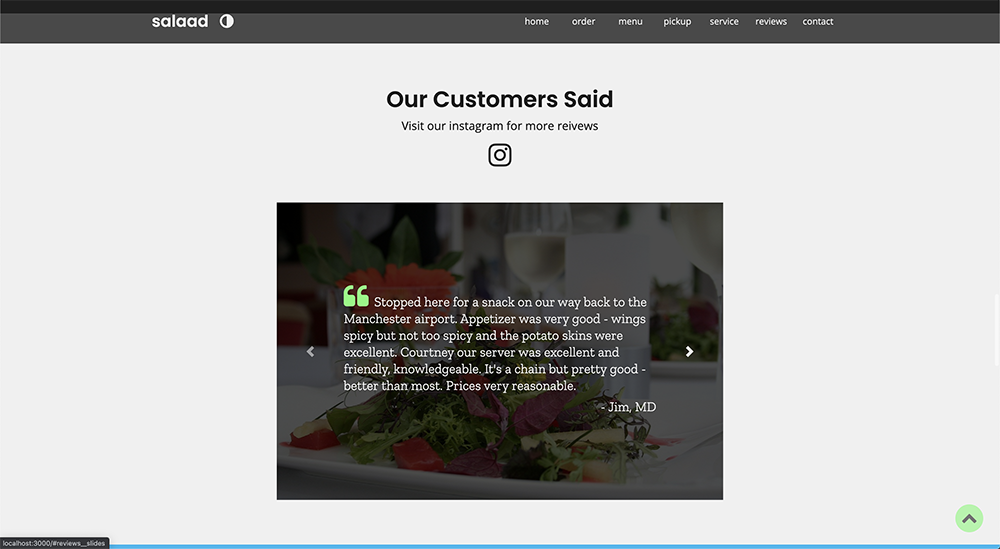 salaad
home order menu pickup service reviews contact
Our Customers Said
Visit our instagram for more reivews
Stopped here for a snack on our way back to the
Manchester airport. Appetizer was very good - wings
spicy but not too spicy and the potato skins were
excellent. Courtney our server was excellent and
friendly, knowledgeable. It's a chain but pretty good -
better than most. Prices very reasonable.
- Jim, MD
localhost:3000/#reviews__slides